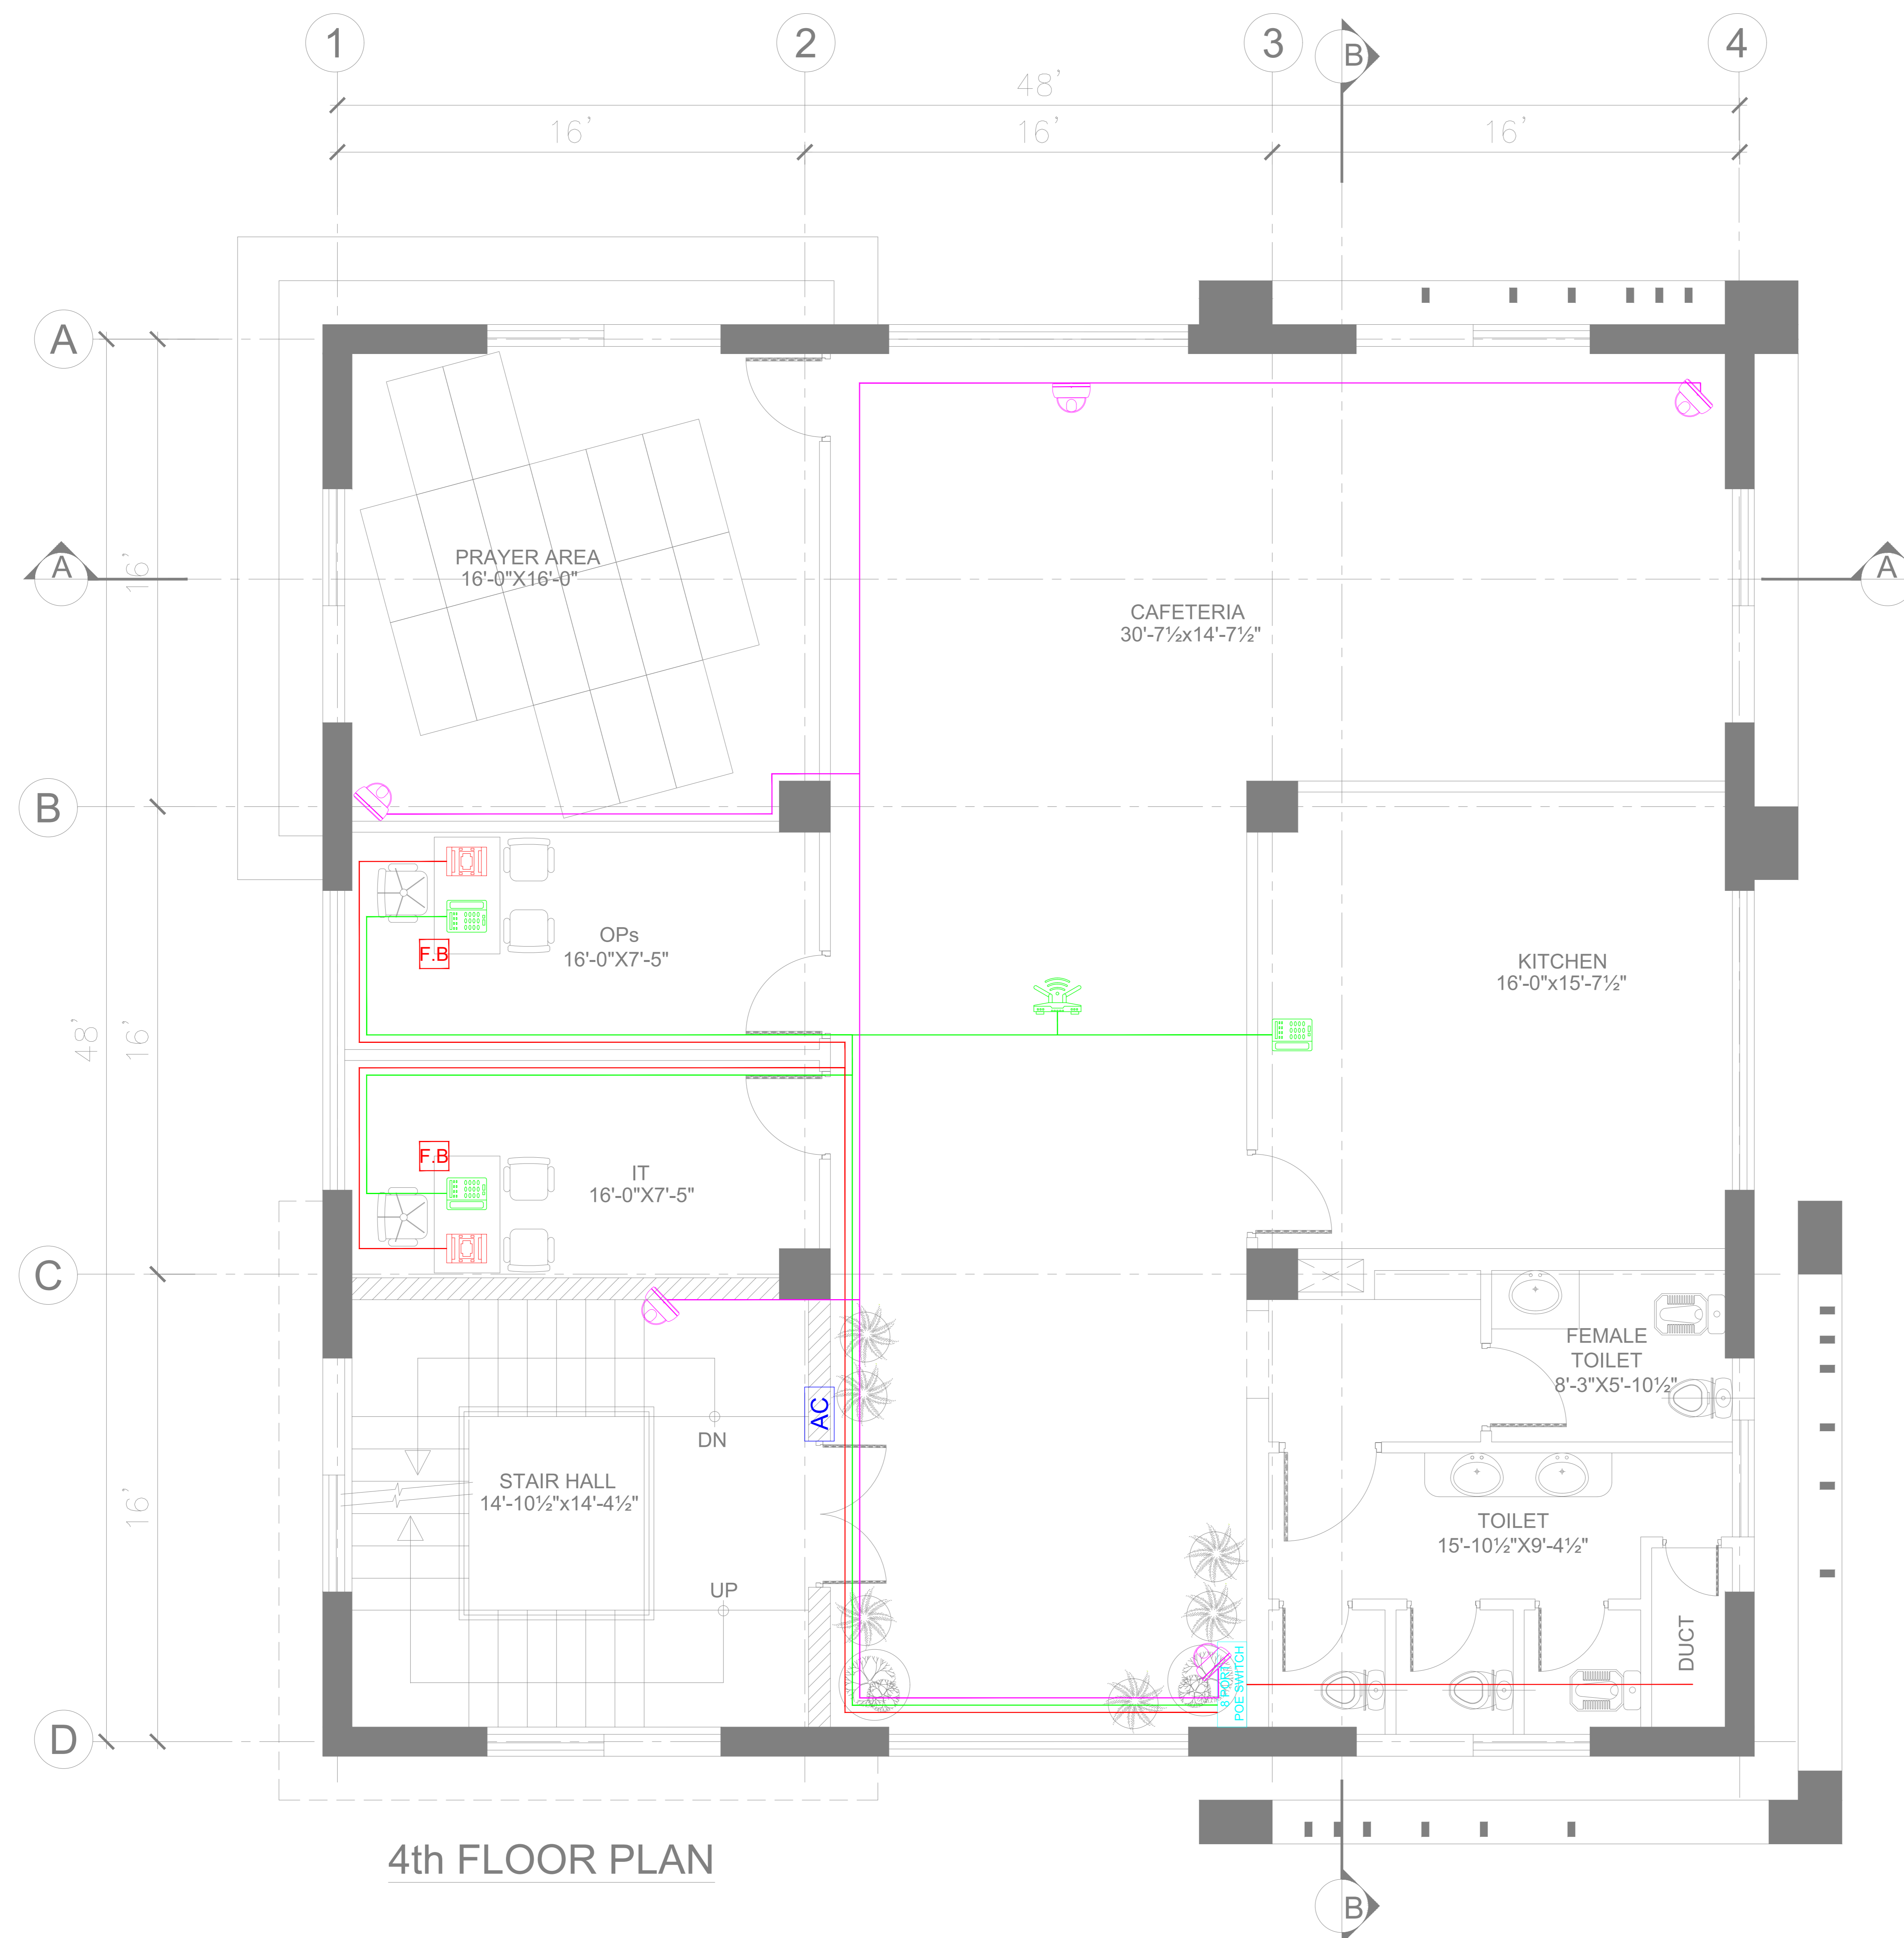 1
2
3
B
4
48'
16'
16'
16'
A
A
A
16'
PRAYER AREA
16'-0"X16'-0"
CAFETERIA
30'-7½x14'-7½"
B
F.B
OPs
16'-0"X7'-5"
KITCHEN
16'-0"x15'-7½"
48'
16'
F.B
IT
16'-0"X7'-5"
C
FEMALE
TOILET
8'-3"X5'-10½"
AC
DN
STAIR HALL
14'-10½"x14'-4½"
16'
TOILET
15'-10½"X9'-4½"
UP
DUCT
8 PIORT
POE SWITCH
D
4th FLOOR PLAN
B